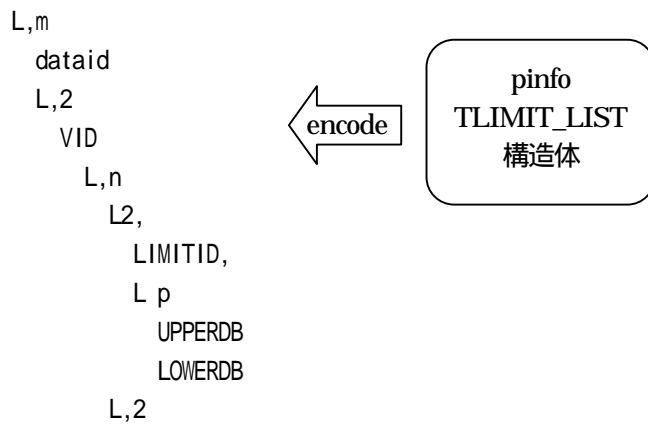 L,m
dataid
L,2
VID
L,n
L2,
LIMITID,
L p
UPPERDB
LOWERDB
L,2
encode
pinfo
TLIMIT_LIST
構造体